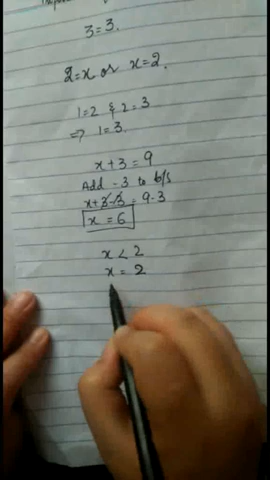 3=3.
2=x or x=2.
1=2 & 2=3
⇒ 1=3.
x+3=9
Add -3 to b/s
x+3-3=9-3
x=6
x<2
x=2